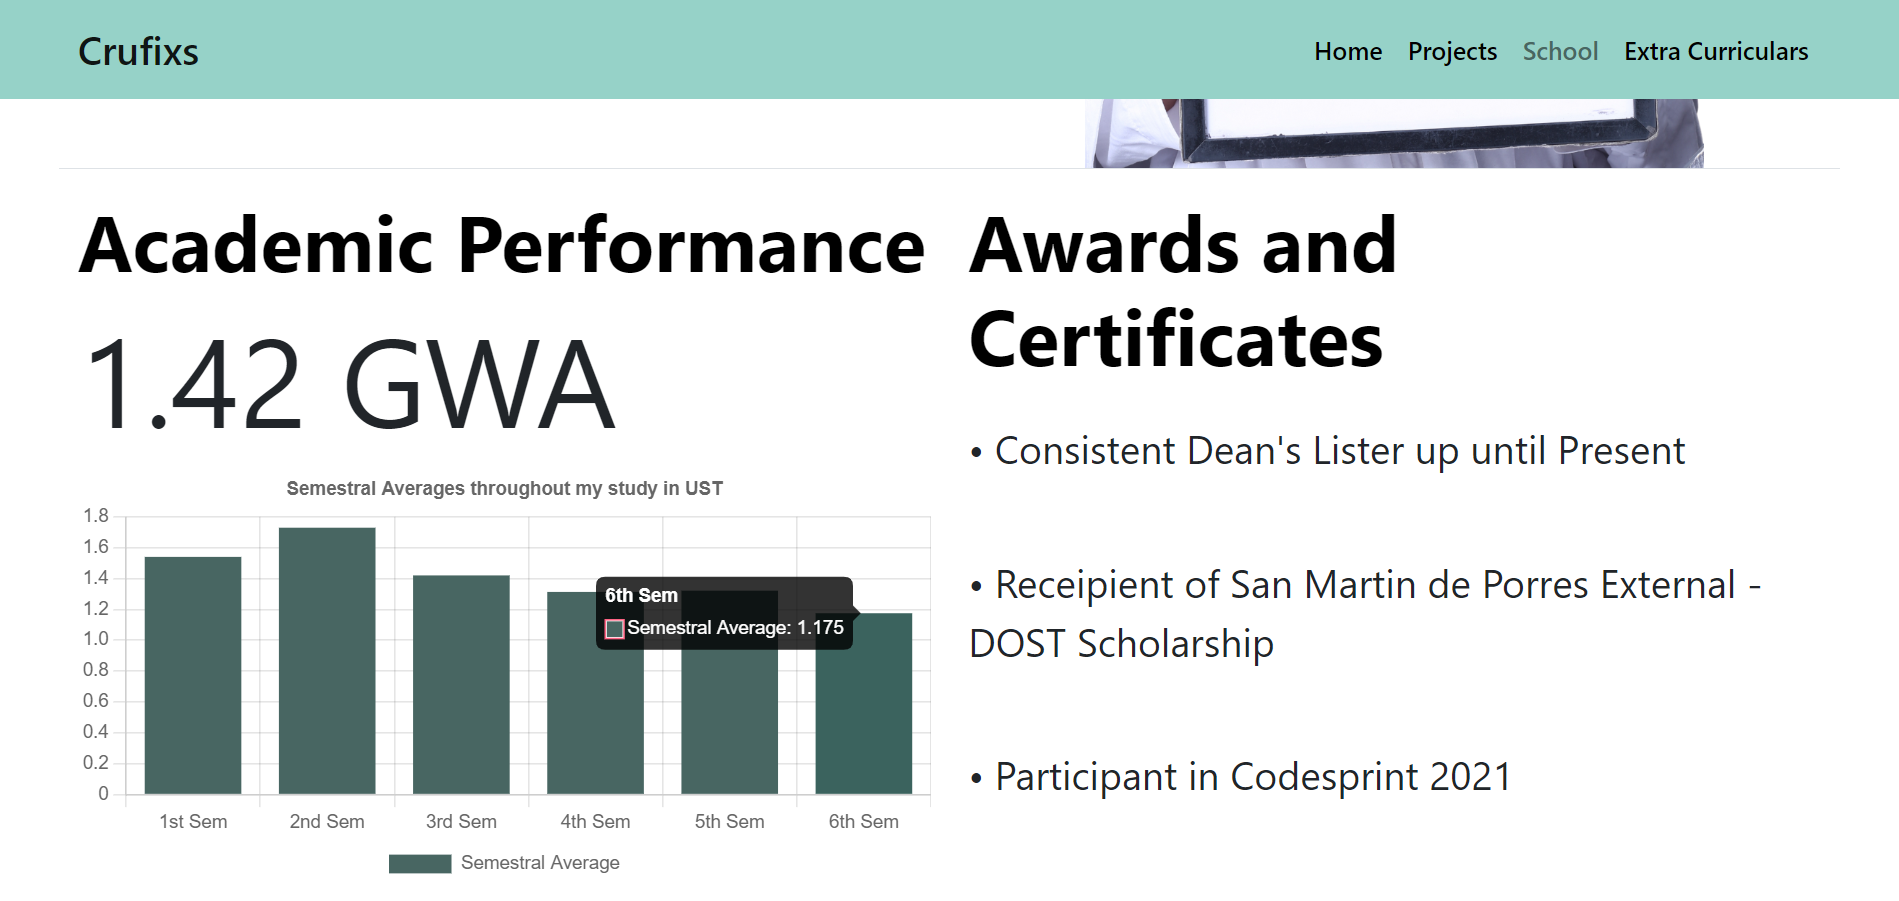 Crufixs
Home Projects School Extra Curriculars
Academic Performance
1.42 GWA
Semestral Averages throughout my study in UST
1.8
1.6
1.4
1.2
1.0
0.8
0.6
0.4
0.2
0
6th Sem
Semestral Average: 1.175
1st Sem 2nd Sem 3rd Sem 4th Sem 5th Sem 6th Sem
Semestral Average
Awards and
Certificates
• Consistent Dean's Lister up until Present
• Receipient of San Martin de Porres External -
DOST Scholarship
• Participant in Codesprint 2021